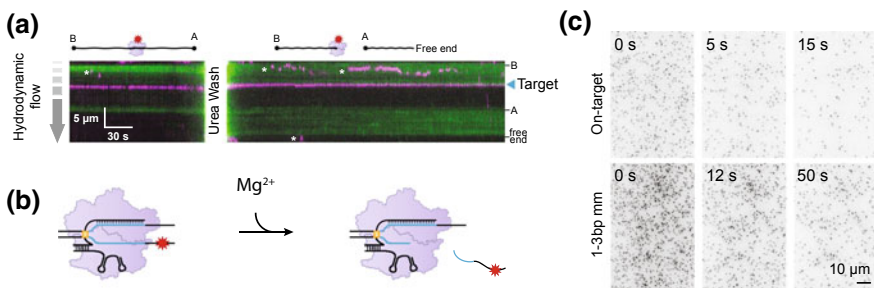 (a)
B
A
B
A
Free end
Hydrodynamic
flow
*
5 µm
30 s
Urea Wash
*
*
*
B
Target
A
free
end
(b)
Mg²⁺
(c)
On-target
0 s
5 s
15 s
1-3bp mm
0 s
12 s
50 s
10 µm